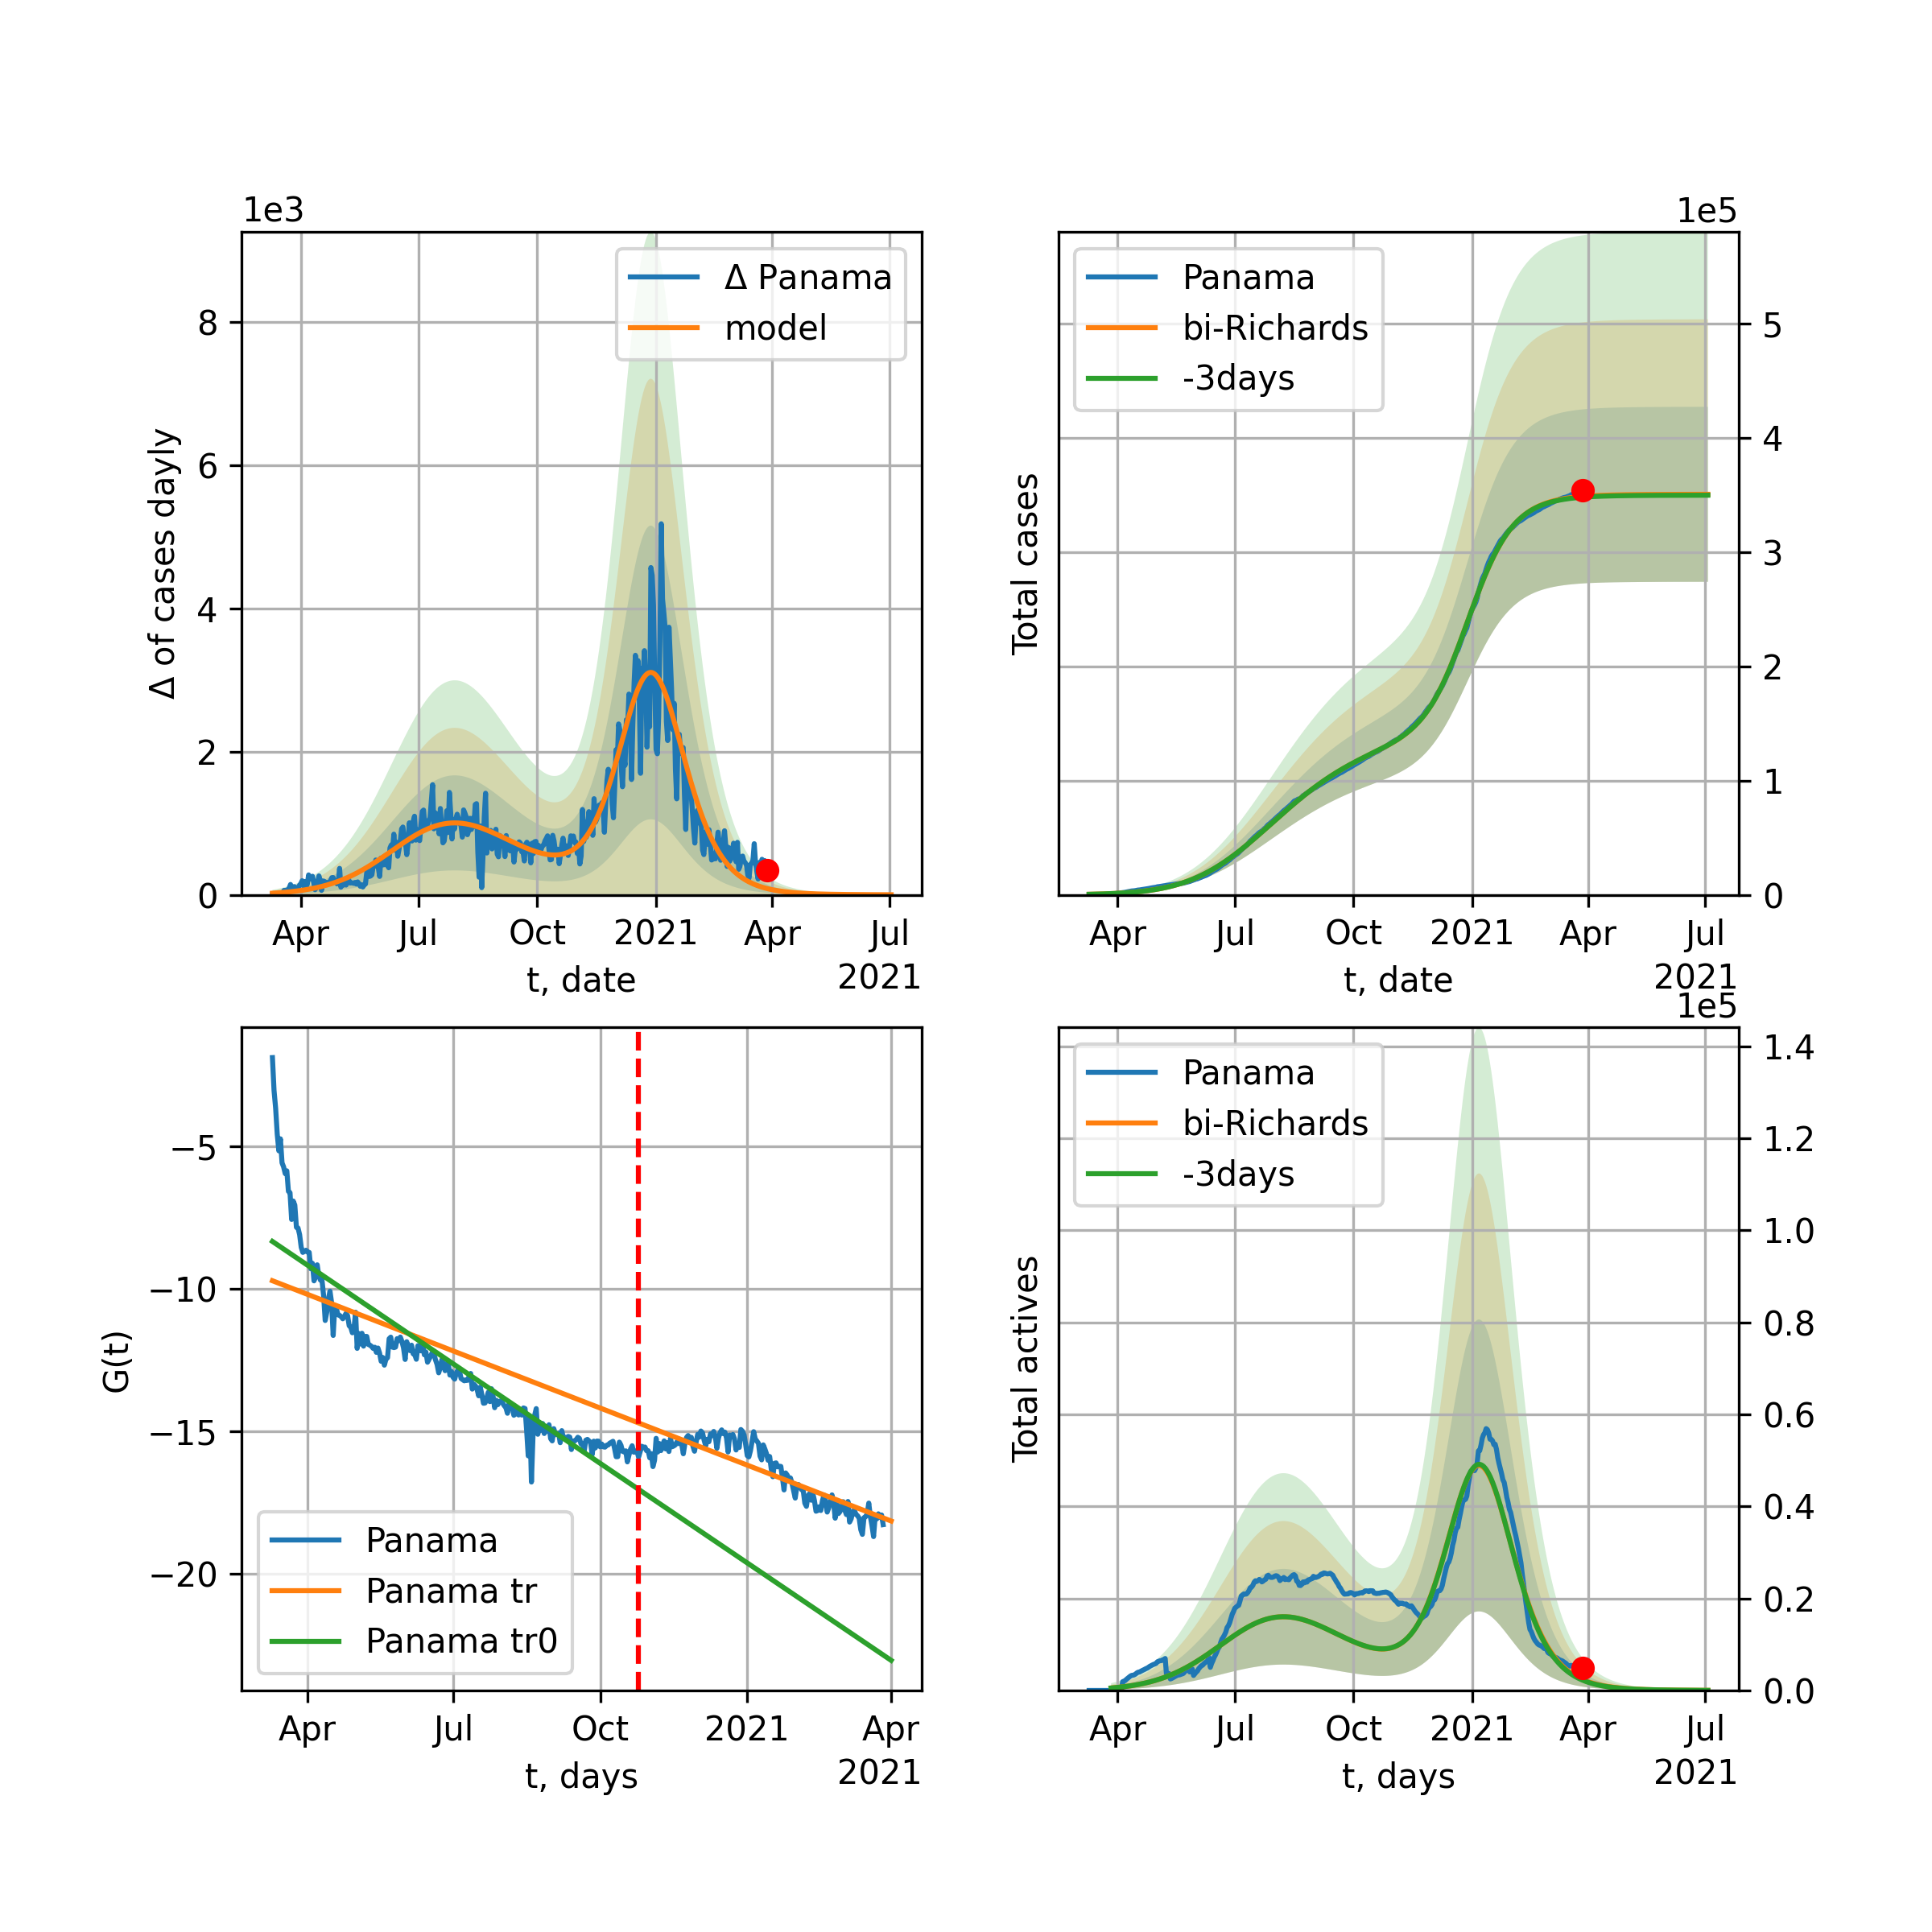 1e3
Δ of cases dayly
8
6
4
2
0
Δ Panama
model
Apr Jul Oct 2021 Apr Jul
2021
t, date
1e5
Total cases
Panama
bi-Richards
-3days
5
4
3
2
1
0
Apr Jul Oct 2021 Apr Jul
2021
t, date
G(t)
−5
−10
−15
−20
Panama
Panama tr
Panama tr0
Apr Jul Oct 2021 Apr
2021
t, days
1e5
Total actives
Panama
bi-Richards
-3days
1.4
1.2
1.0
0.8
0.6
0.4
0.2
0.0
Apr Jul Oct 2021 Apr Jul
2021
t, days